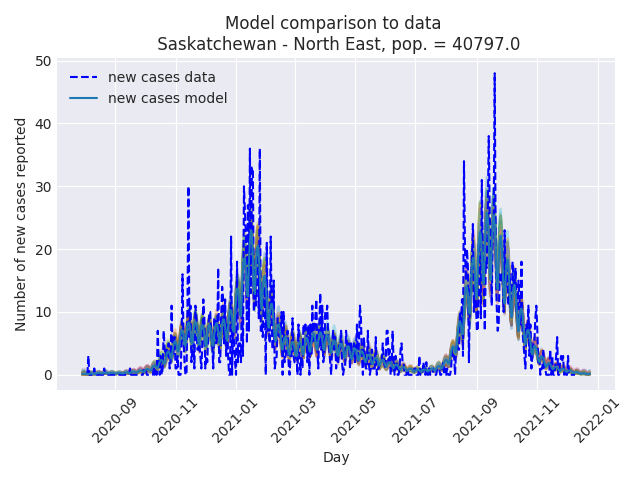 Model comparison to data
Saskatchewan - North East, pop. = 40797.0
new cases data
new cases model
Number of new cases reported
50
40
30
20
10
0
2020-09
2020-11
2021-01
2021-03
2021-05
2021-07
2021-09
2021-11
2022-01
Day